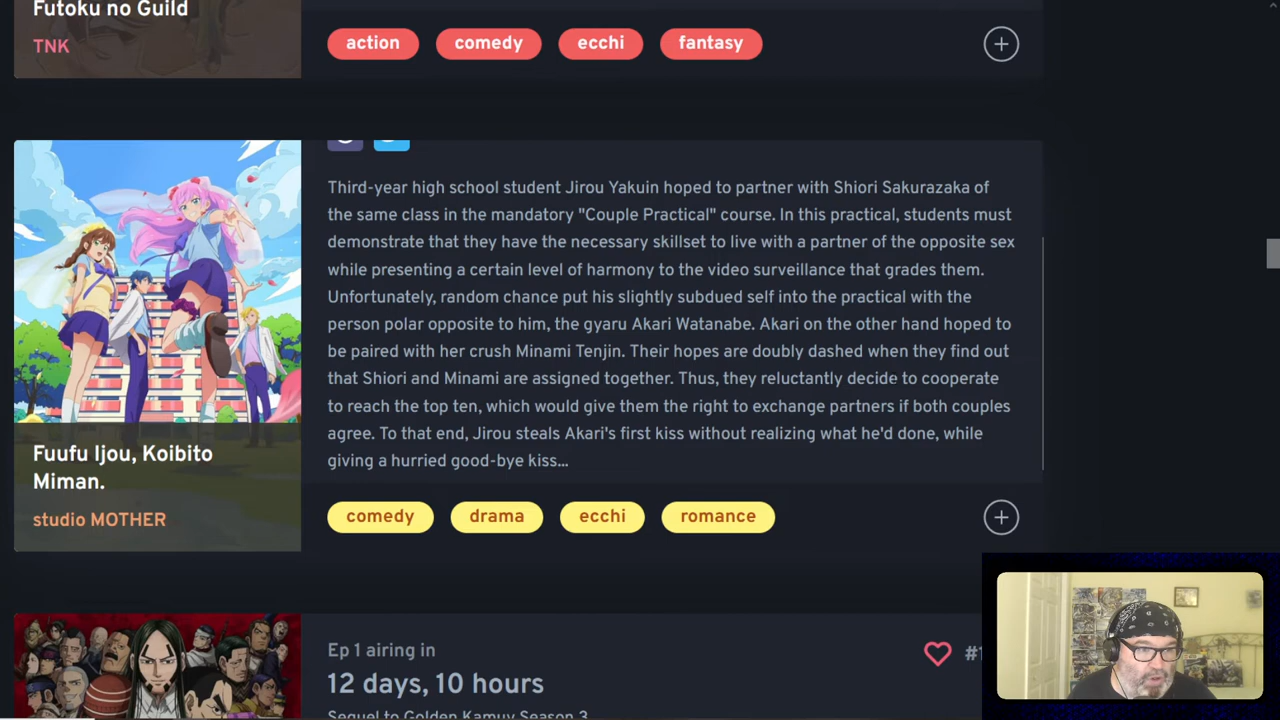 Futoku no Guild
TNK
action comedy ecchi fantasy
Third-year high school student Jirou Yakuin hoped to partner with Shiori Sakurazaka of
the same class in the mandatory "Couple Practical" course. In this practical, students must
demonstrate that they have the necessary skillset to live with a partner of the opposite sex
while presenting a certain level of harmony to the video surveillance that grades them.
Unfortunately, random chance put his slightly subdued self into the practical with the
person polar opposite to him, the gyaru Akari Watanabe. Akari on the other hand hoped to
be paired with her crush Minami Tenjin. Their hopes are doubly dashed when they find out
that Shiori and Minami are assigned together. Thus, they reluctantly decide to cooperate
to reach the top ten, which would give them the right to exchange partners if both couples
agree. To that end, Jirou steals Akari's first kiss without realizing what he'd done, while
giving a hurried good-bye kiss...
Fuufu Ijou, Koibito
Miman.
studio MOTHER
comedy drama ecchi romance
Ep 1 airing in
12 days, 10 hours
Sequel to Golden Kamuy Season 3